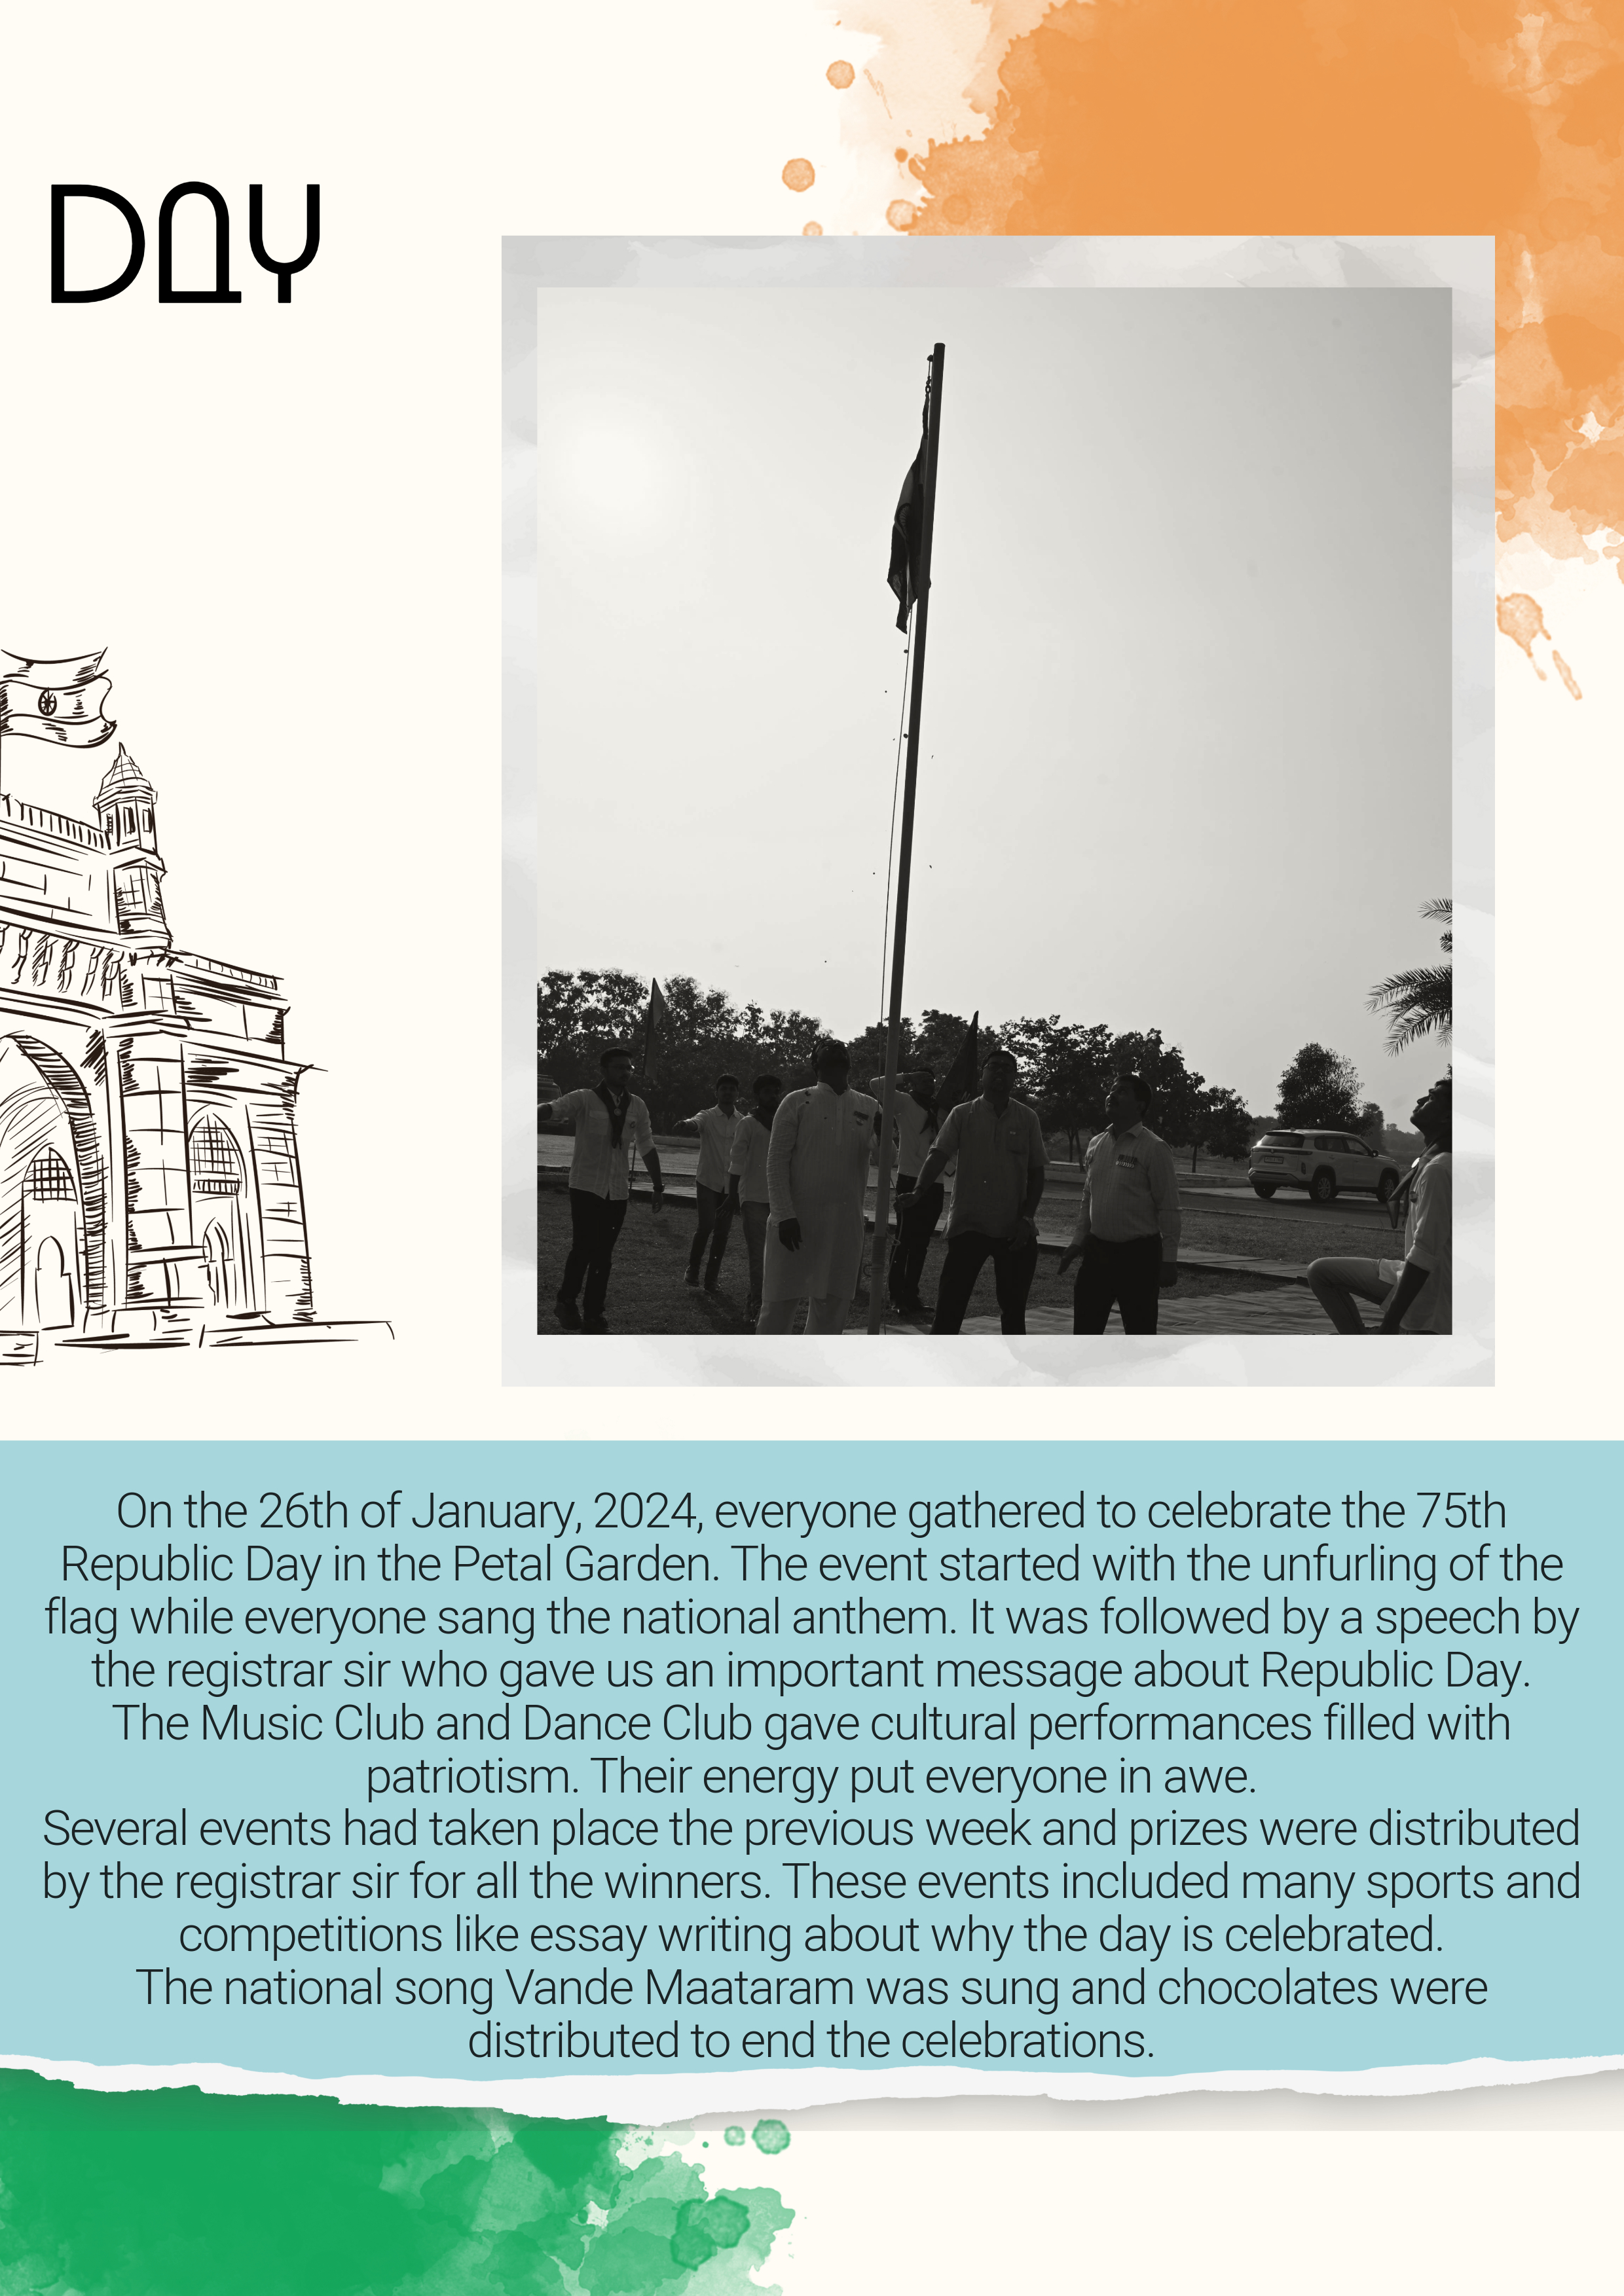 DAY
On the 26th of January, 2024, everyone gathered to celebrate the 75th
Republic Day in the Petal Garden. The event started with the unfurling of the
flag while everyone sang the national anthem. It was followed by a speech by
the registrar sir who gave us an important message about Republic Day.
The Music Club and Dance Club gave cultural performances filled with
patriotism. Their energy put everyone in awe.
Several events had taken place the previous week and prizes were distributed
by the registrar sir for all the winners. These events included many sports and
competitions like essay writing about why the day is celebrated.
The national song Vande Maataram was sung and chocolates were
distributed to end the celebrations.